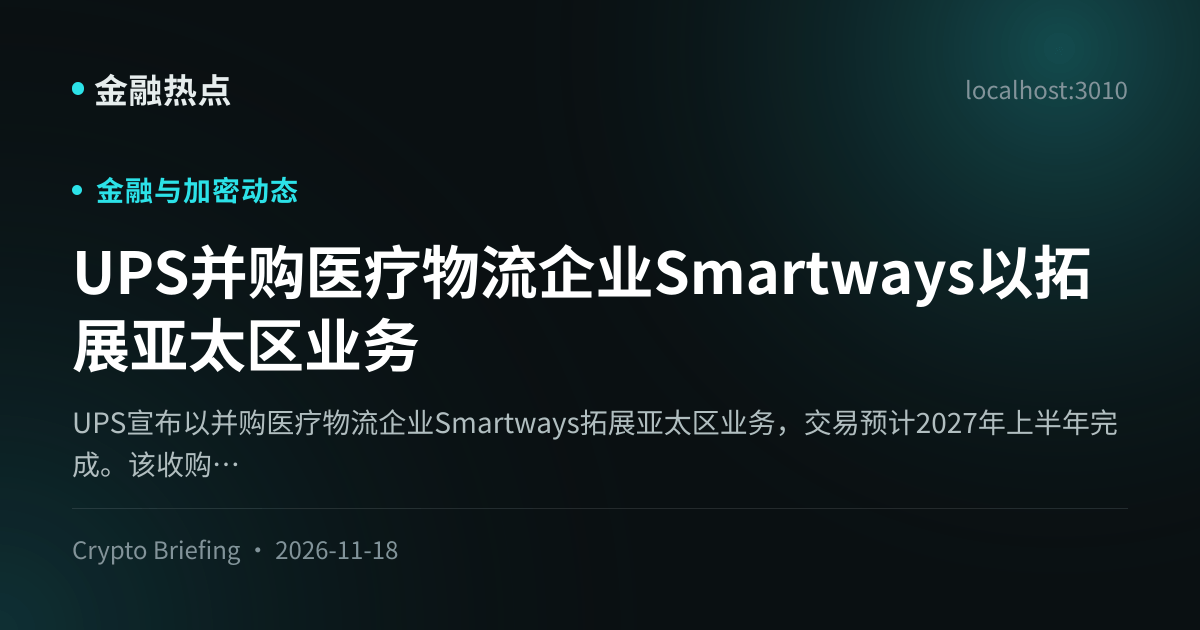 金融热点
localhost:3010
金融与加密动态
UPS并购医疗物流企业Smartways以拓
展亚太区业务
UPS宣布以并购医疗物流企业Smartways拓展亚太区业务，交易预计2027年上半年完
成。该收购…
Crypto Briefing • 2026-11-18